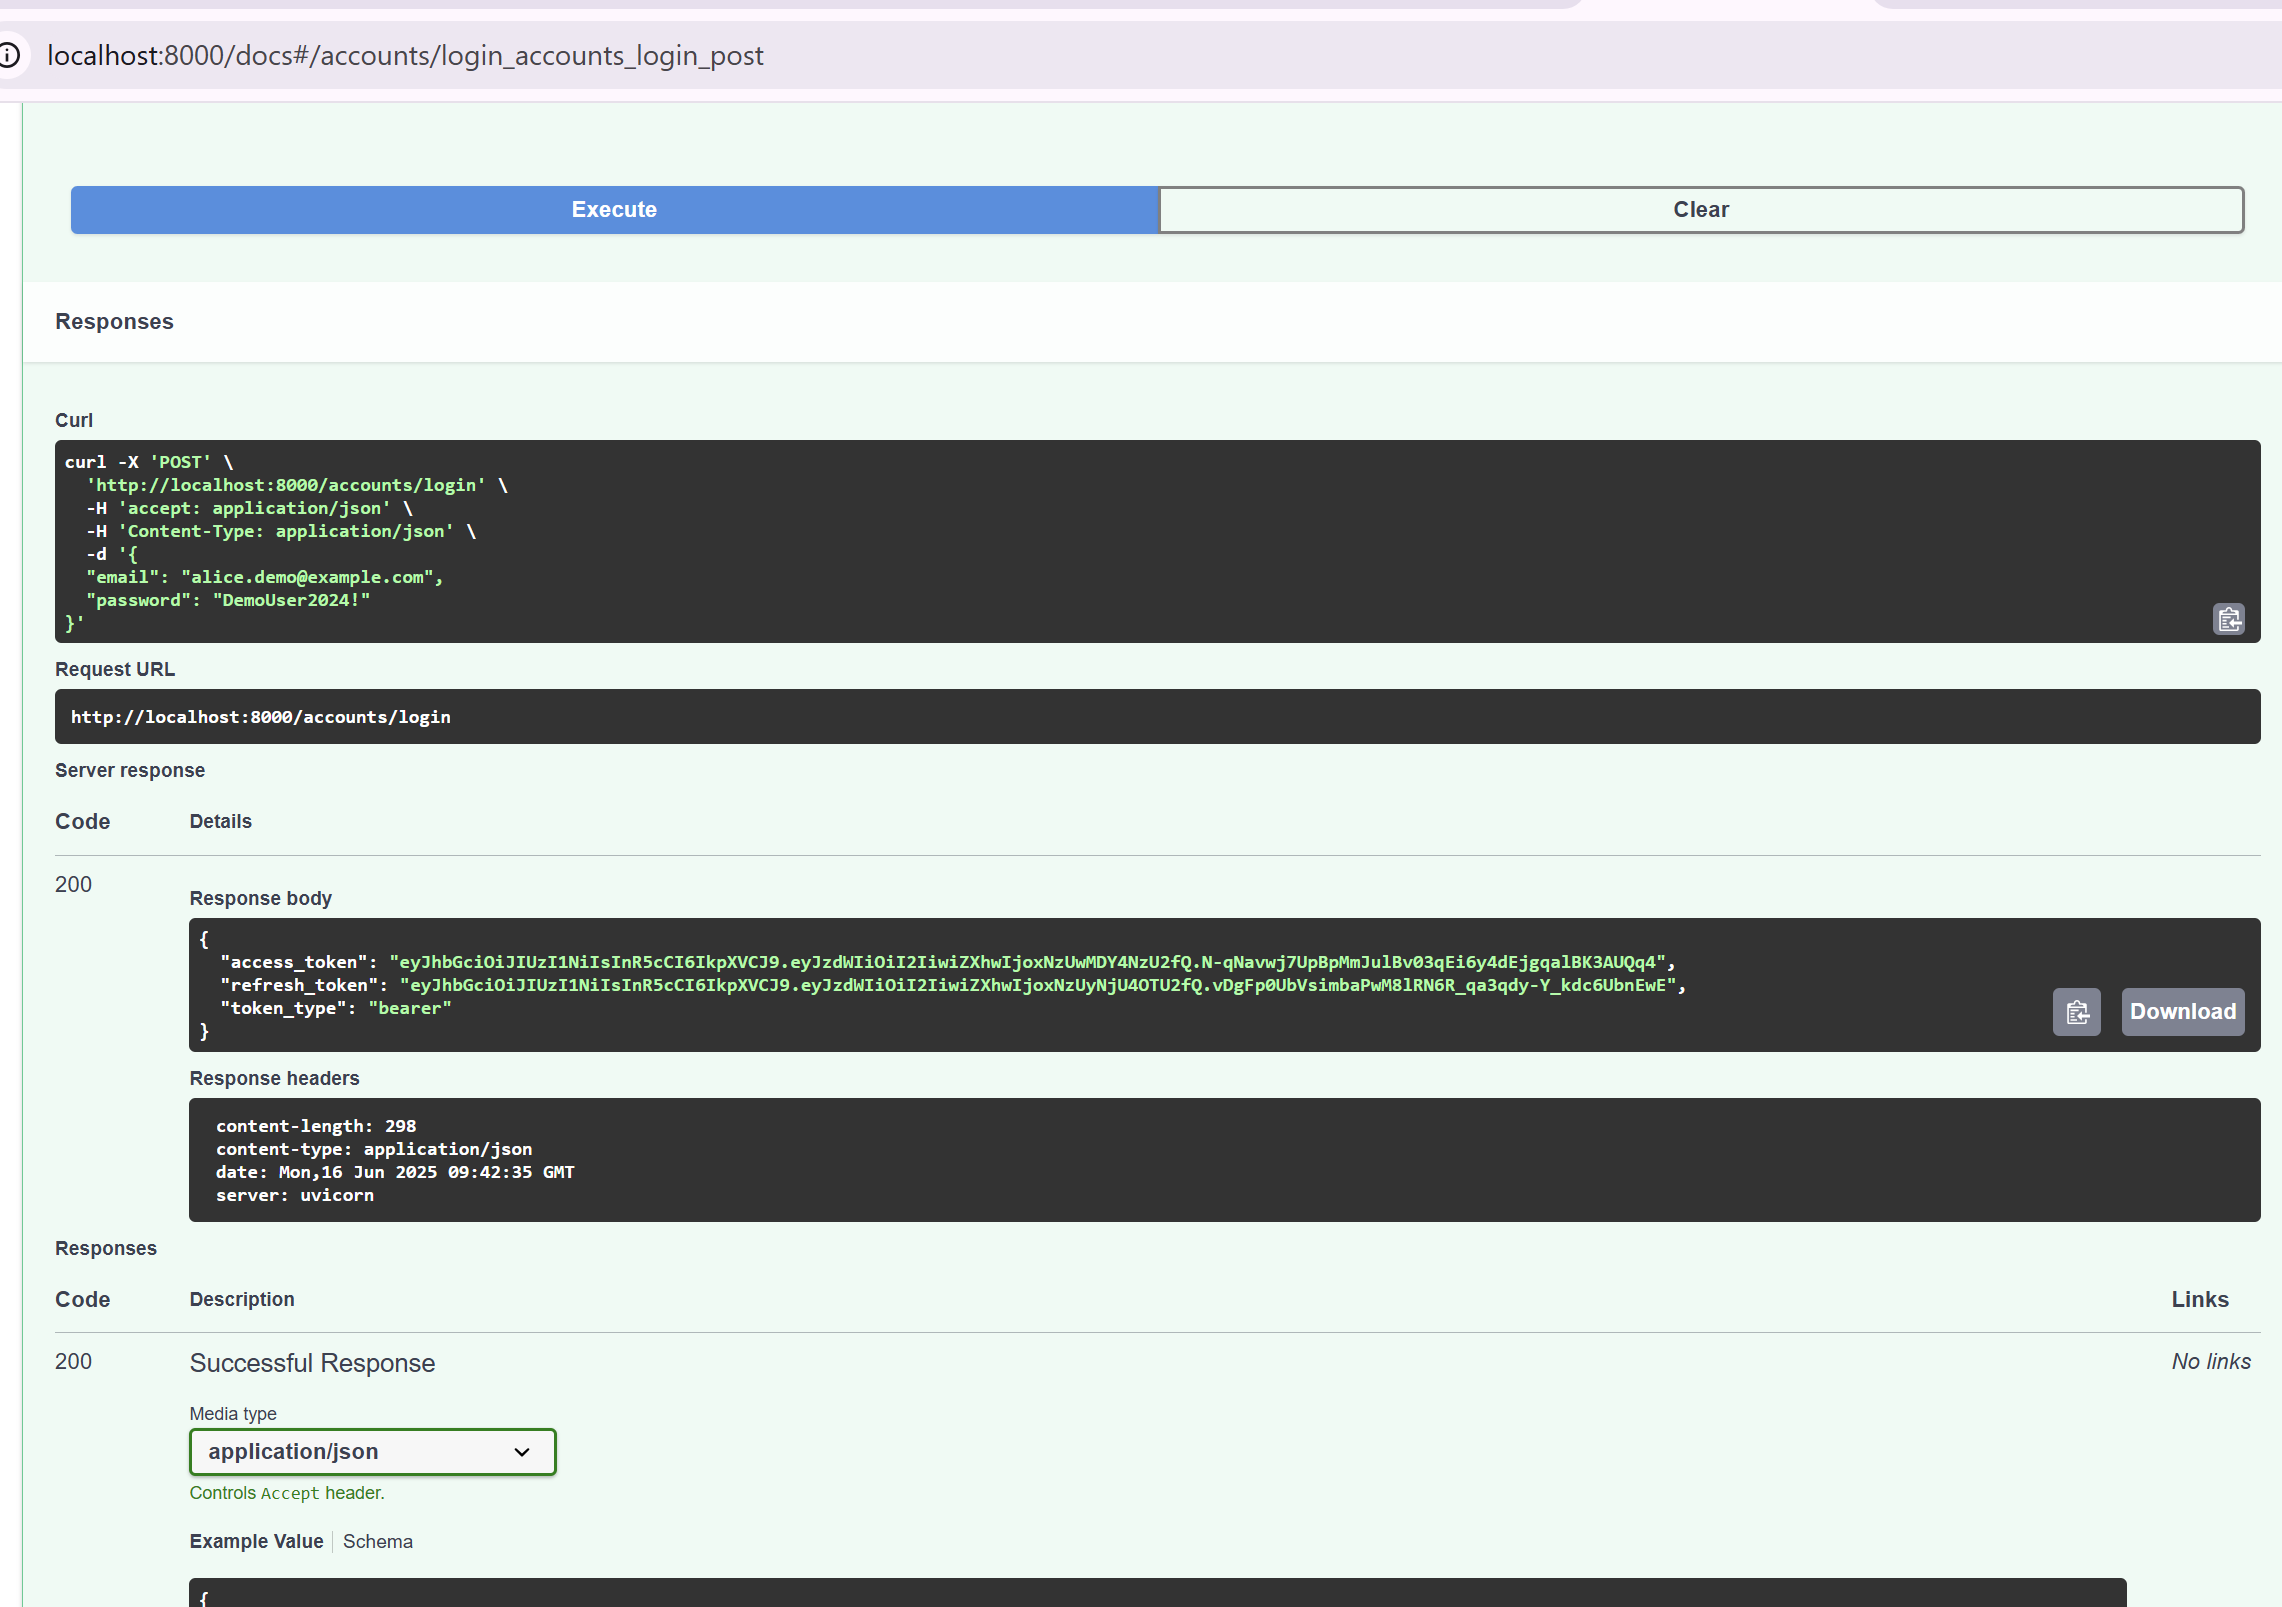 localhost:8000/docs#/accounts/login_accounts_login_post
Execute
Clear
Responses
Curl
curl -X 'POST' \
'http://localhost:8000/accounts/login' \
-H 'accept: application/json' \
-H 'Content-Type: application/json' \
-d '{
"email": "alice.demo@example.com",
"password": "DemoUser2024!"
}'
Request URL
http://localhost:8000/accounts/login
Server response
Code Details
200
Response body
{
"access_token": "eyJhbGciOiJIUzI1NiIsInR5cCI6IkpXVCJ9.eyJzdWIiOiI2IiwiZXhwIjoxNzUwMDY4NzU2fQ.N-qNavwj7UpBpMmJulBv03qEi6y4dEjgqalBK3AUQq4",
"refresh_token": "eyJhbGciOiJIUzI1NiIsInR5cCI6IkpXVCJ9.eyJzdWIiOiI2IiwiZXhwIjoxNzUyNjU4OTU2fQ.vDgFp0UbVsimbaPwM8lRN6R_qa3qdy-Y_kdc6UbnEwE",
"token_type": "bearer"
}
Download
Response headers
content-length: 298
content-type: application/json
date: Mon,16 Jun 2025 09:42:35 GMT
server: uvicorn
Responses
Code Description Links
200 Successful Response No links
Media type
application/json
Controls Accept header.
Example Value Schema
{